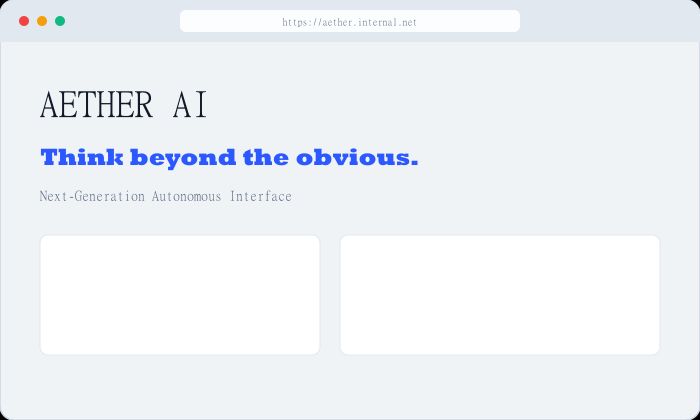 https://aether.internal.net
AETHER AI
Think beyond the obvious.
Next-Generation Autonomous Interface